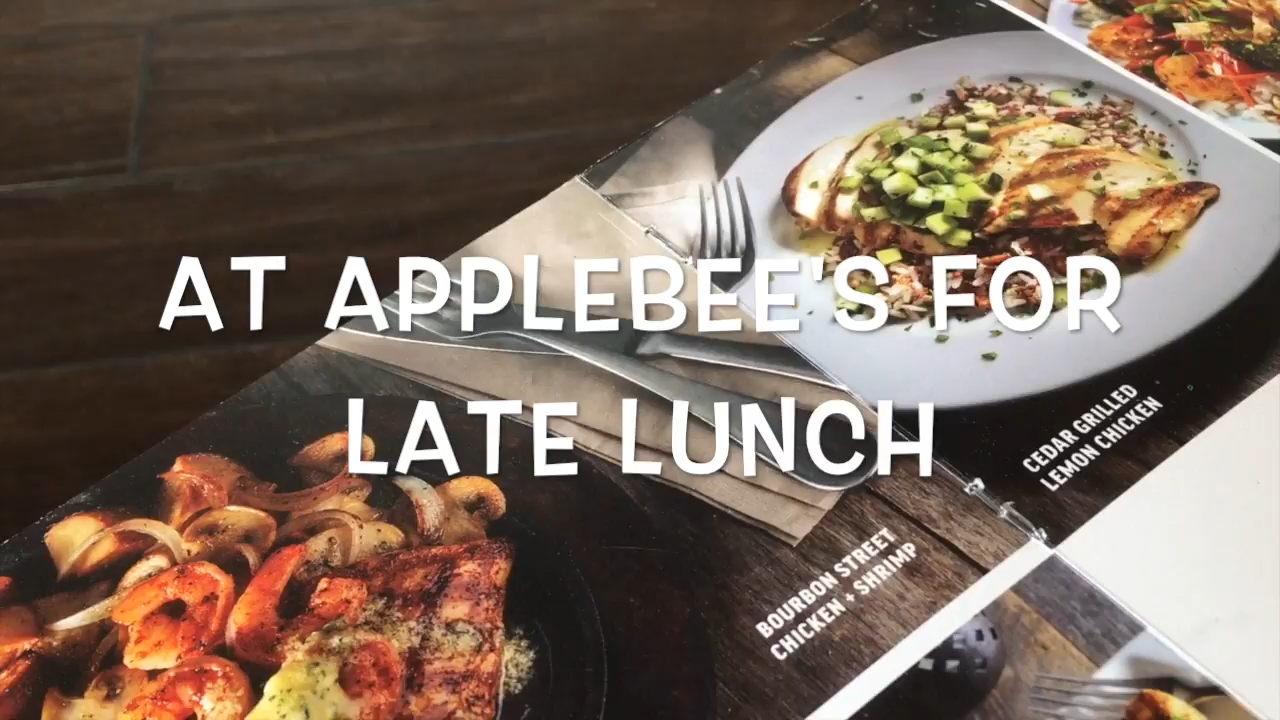 AT APPLEBEE'S FOR
LATE LUNCH
CEDAR GRILLED
LEMON CHICKEN
BOURBON STREET
CHICKEN + SHRIMP